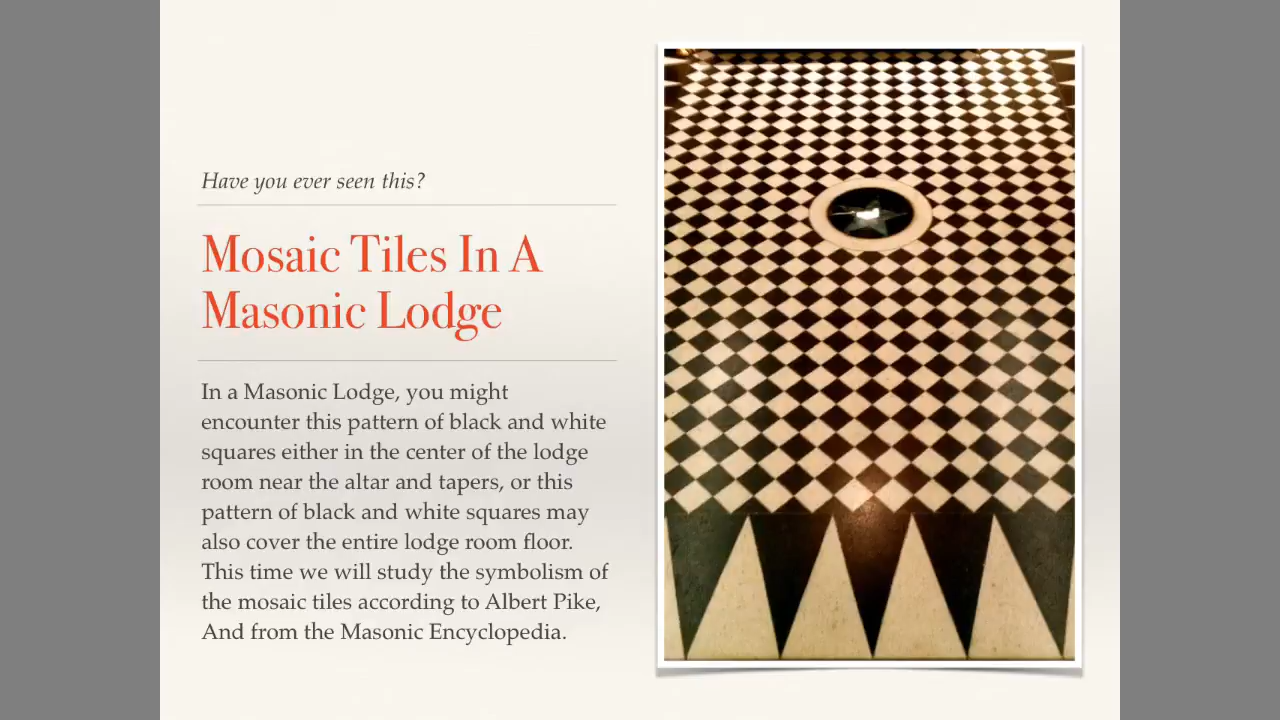 Have you ever seen this?
Mosaic Tiles In A
Masonic Lodge
In a Masonic Lodge, you might
encounter this pattern of black and white
squares either in the center of the lodge
room near the altar and tapers, or this
pattern of black and white squares may
also cover the entire lodge room floor.
This time we will study the symbolism of
the mosaic tiles according to Albert Pike,
And from the Masonic Encyclopedia.